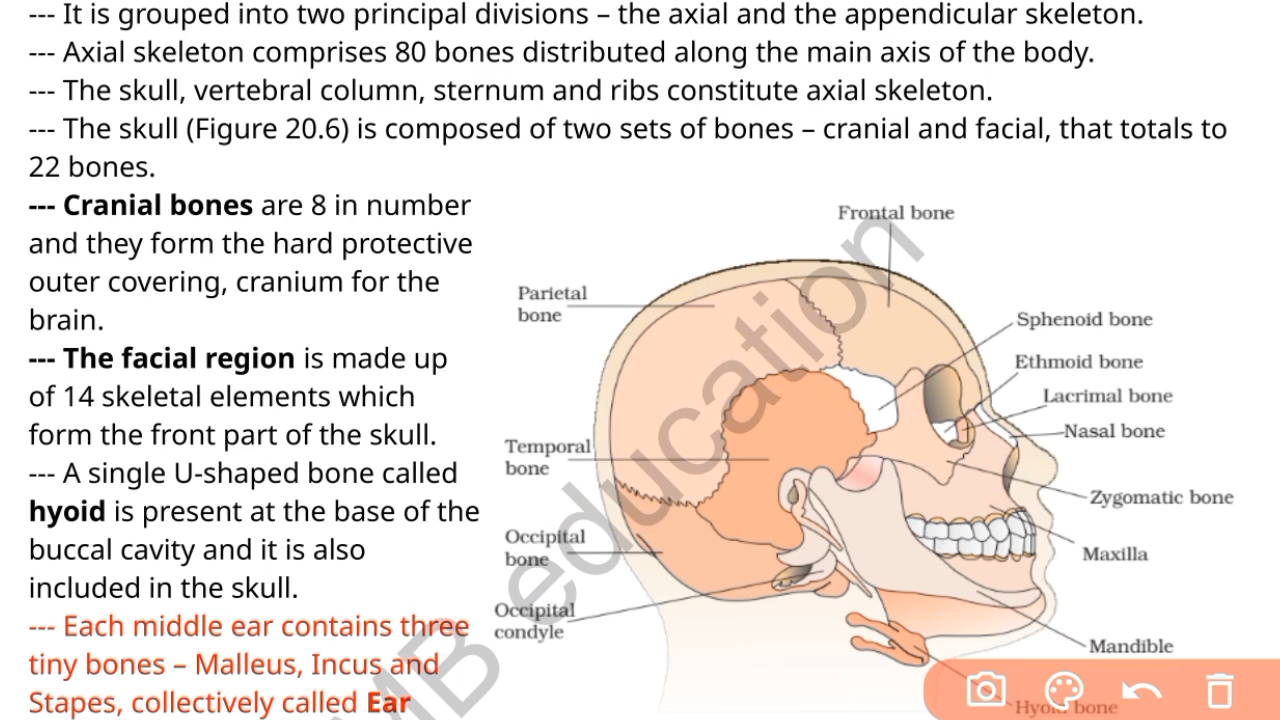 --- It is grouped into two principal divisions – the axial and the appendicular skeleton.
--- Axial skeleton comprises 80 bones distributed along the main axis of the body.
--- The skull, vertebral column, sternum and ribs constitute axial skeleton.
--- The skull (Figure 20.6) is composed of two sets of bones – cranial and facial, that totals to
22 bones.
--- Cranial bones are 8 in number
and they form the hard protective
outer covering, cranium for the
brain.
--- The facial region is made up
of 14 skeletal elements which
form the front part of the skull.
--- A single U-shaped bone called
hyoid is present at the base of the
buccal cavity and it is also
included in the skull.
--- Each middle ear contains three
tiny bones – Malleus, Incus and
Stapes, collectively called Ear
Frontal bone
Parietal
bone
Sphenoid bone
Ethmoid bone
Lacrimal bone
Nasal bone
Temporal
bone
Zygomatic bone
Occipital
bone
Maxilla
Occipital
condyle
Mandible
Hyoid bone
MB education